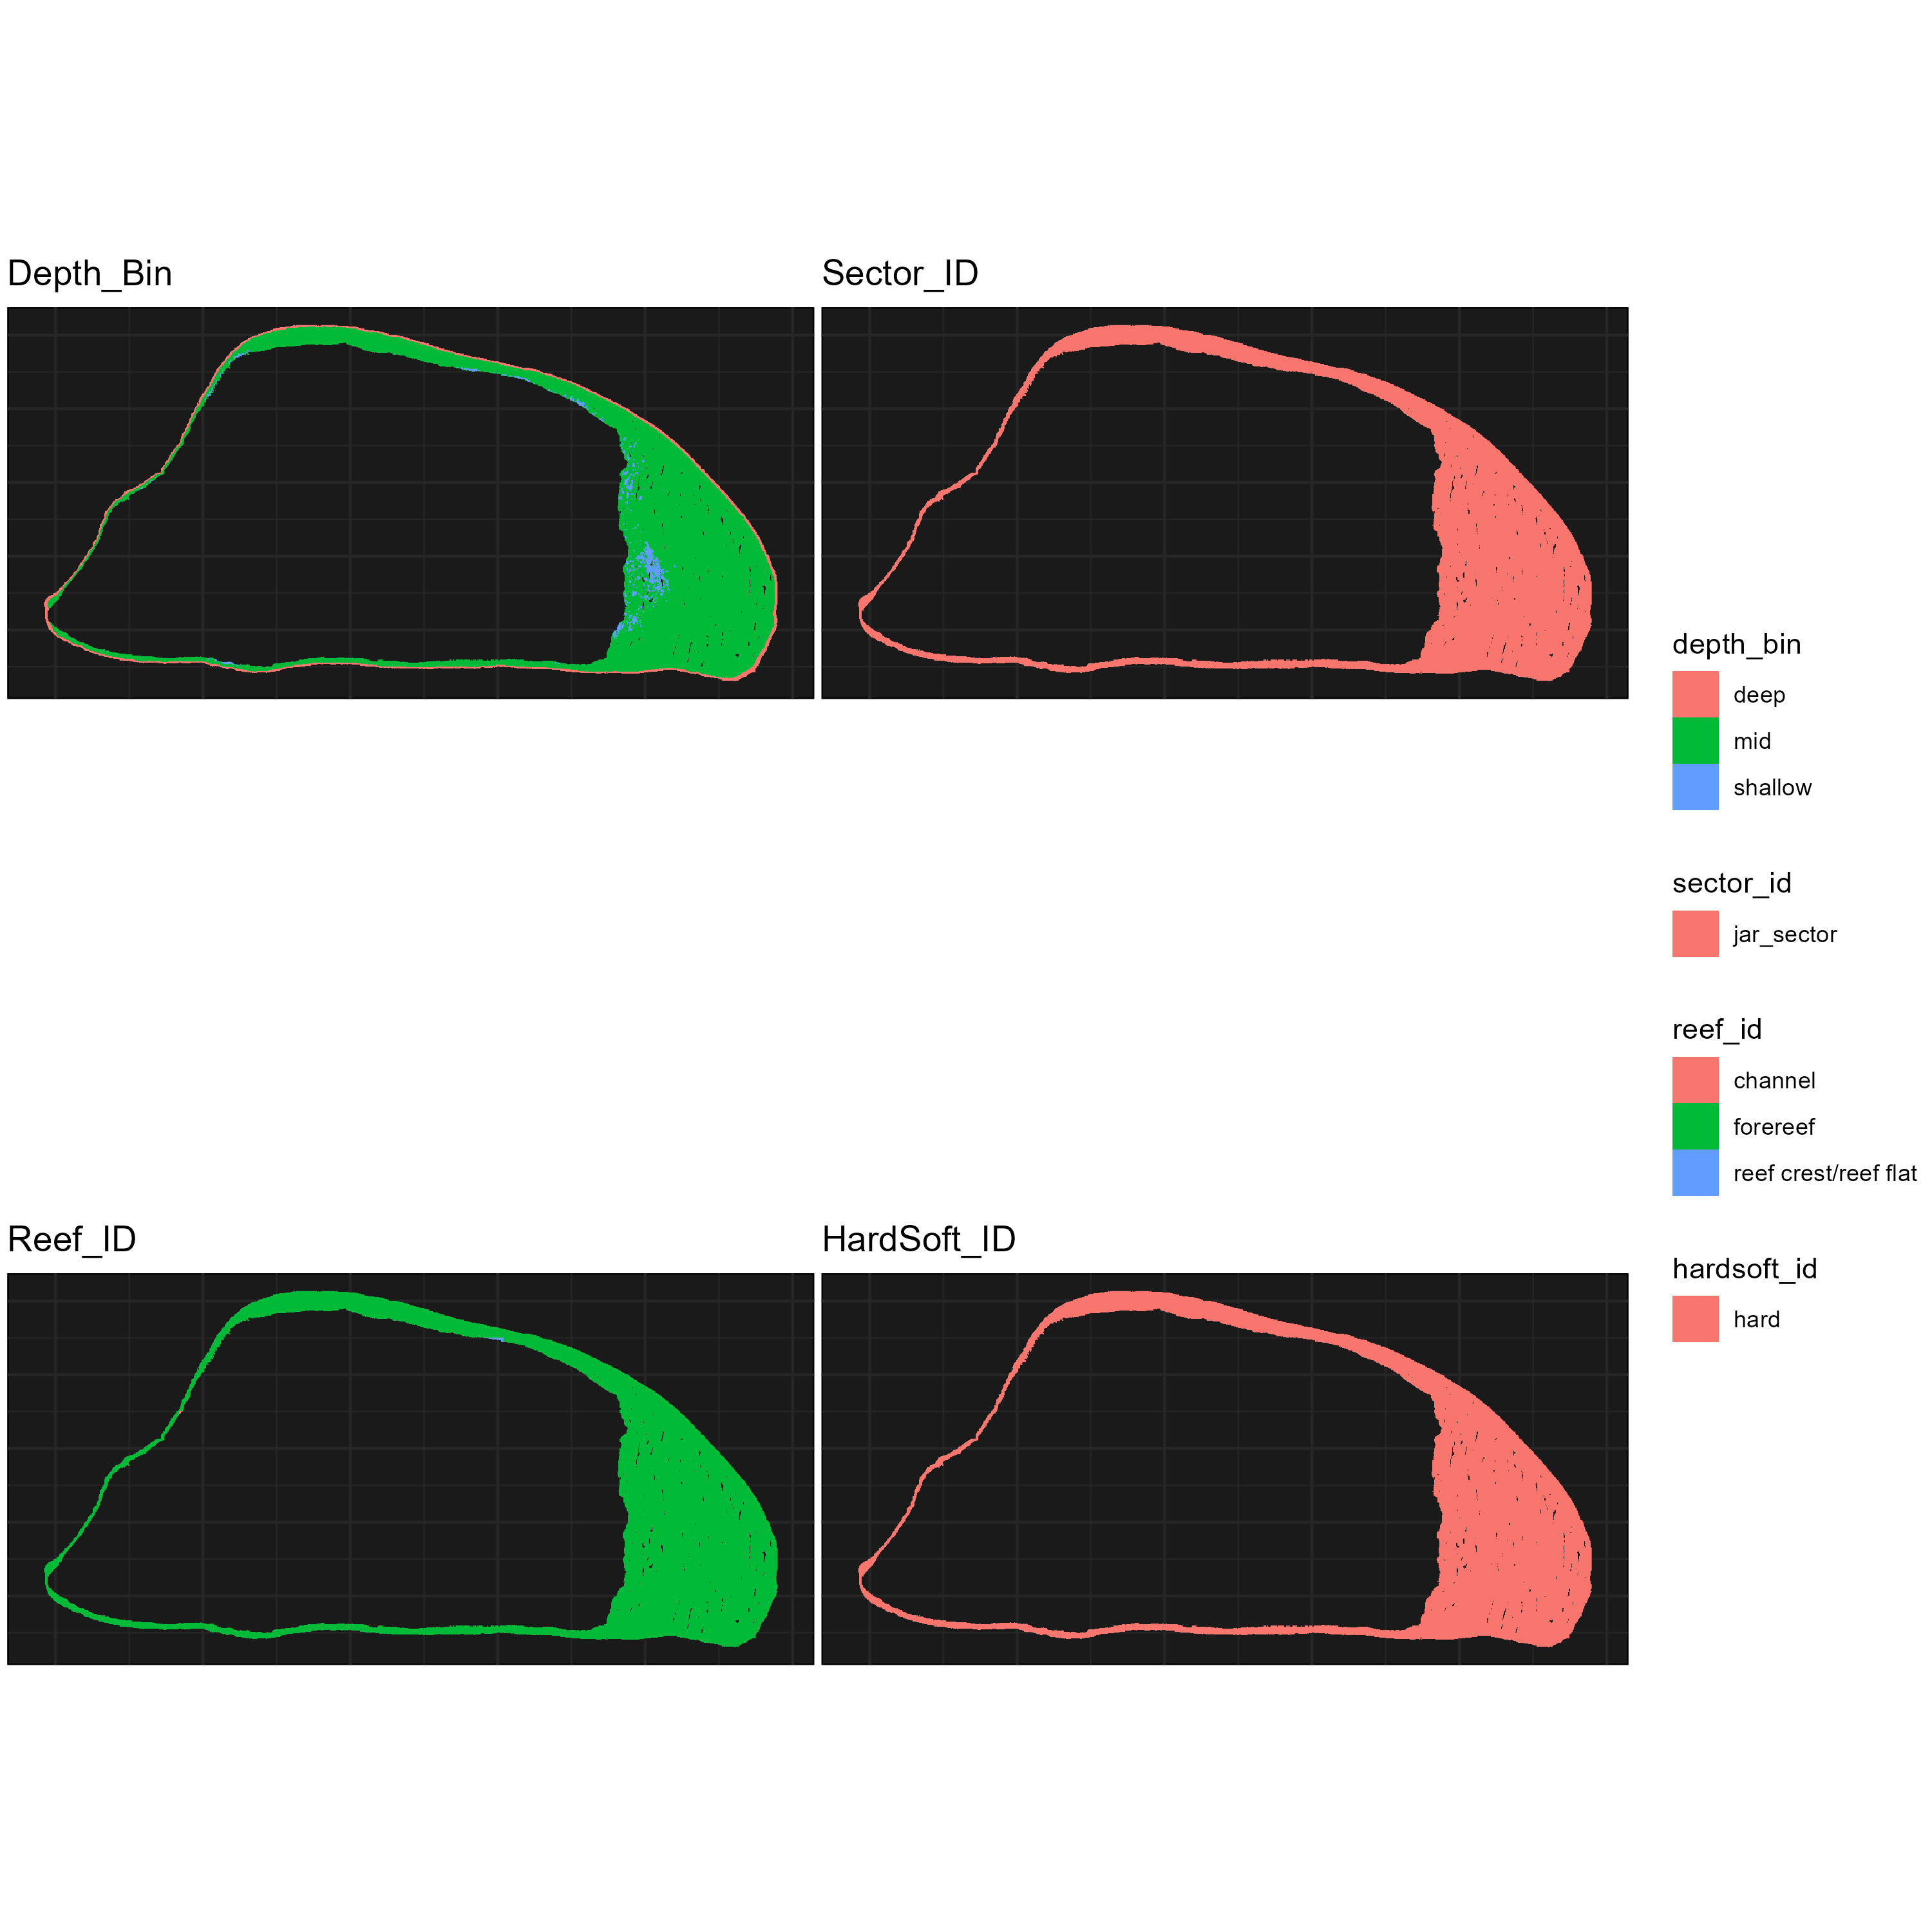 Depth_Bin
Sector_ID
depth_bin
deep
mid
shallow
sector_id
jar_sector
reef_id
channel
forereef
reef crest/reef flat
Reef_ID
HardSoft_ID
hardsoft_id
hard